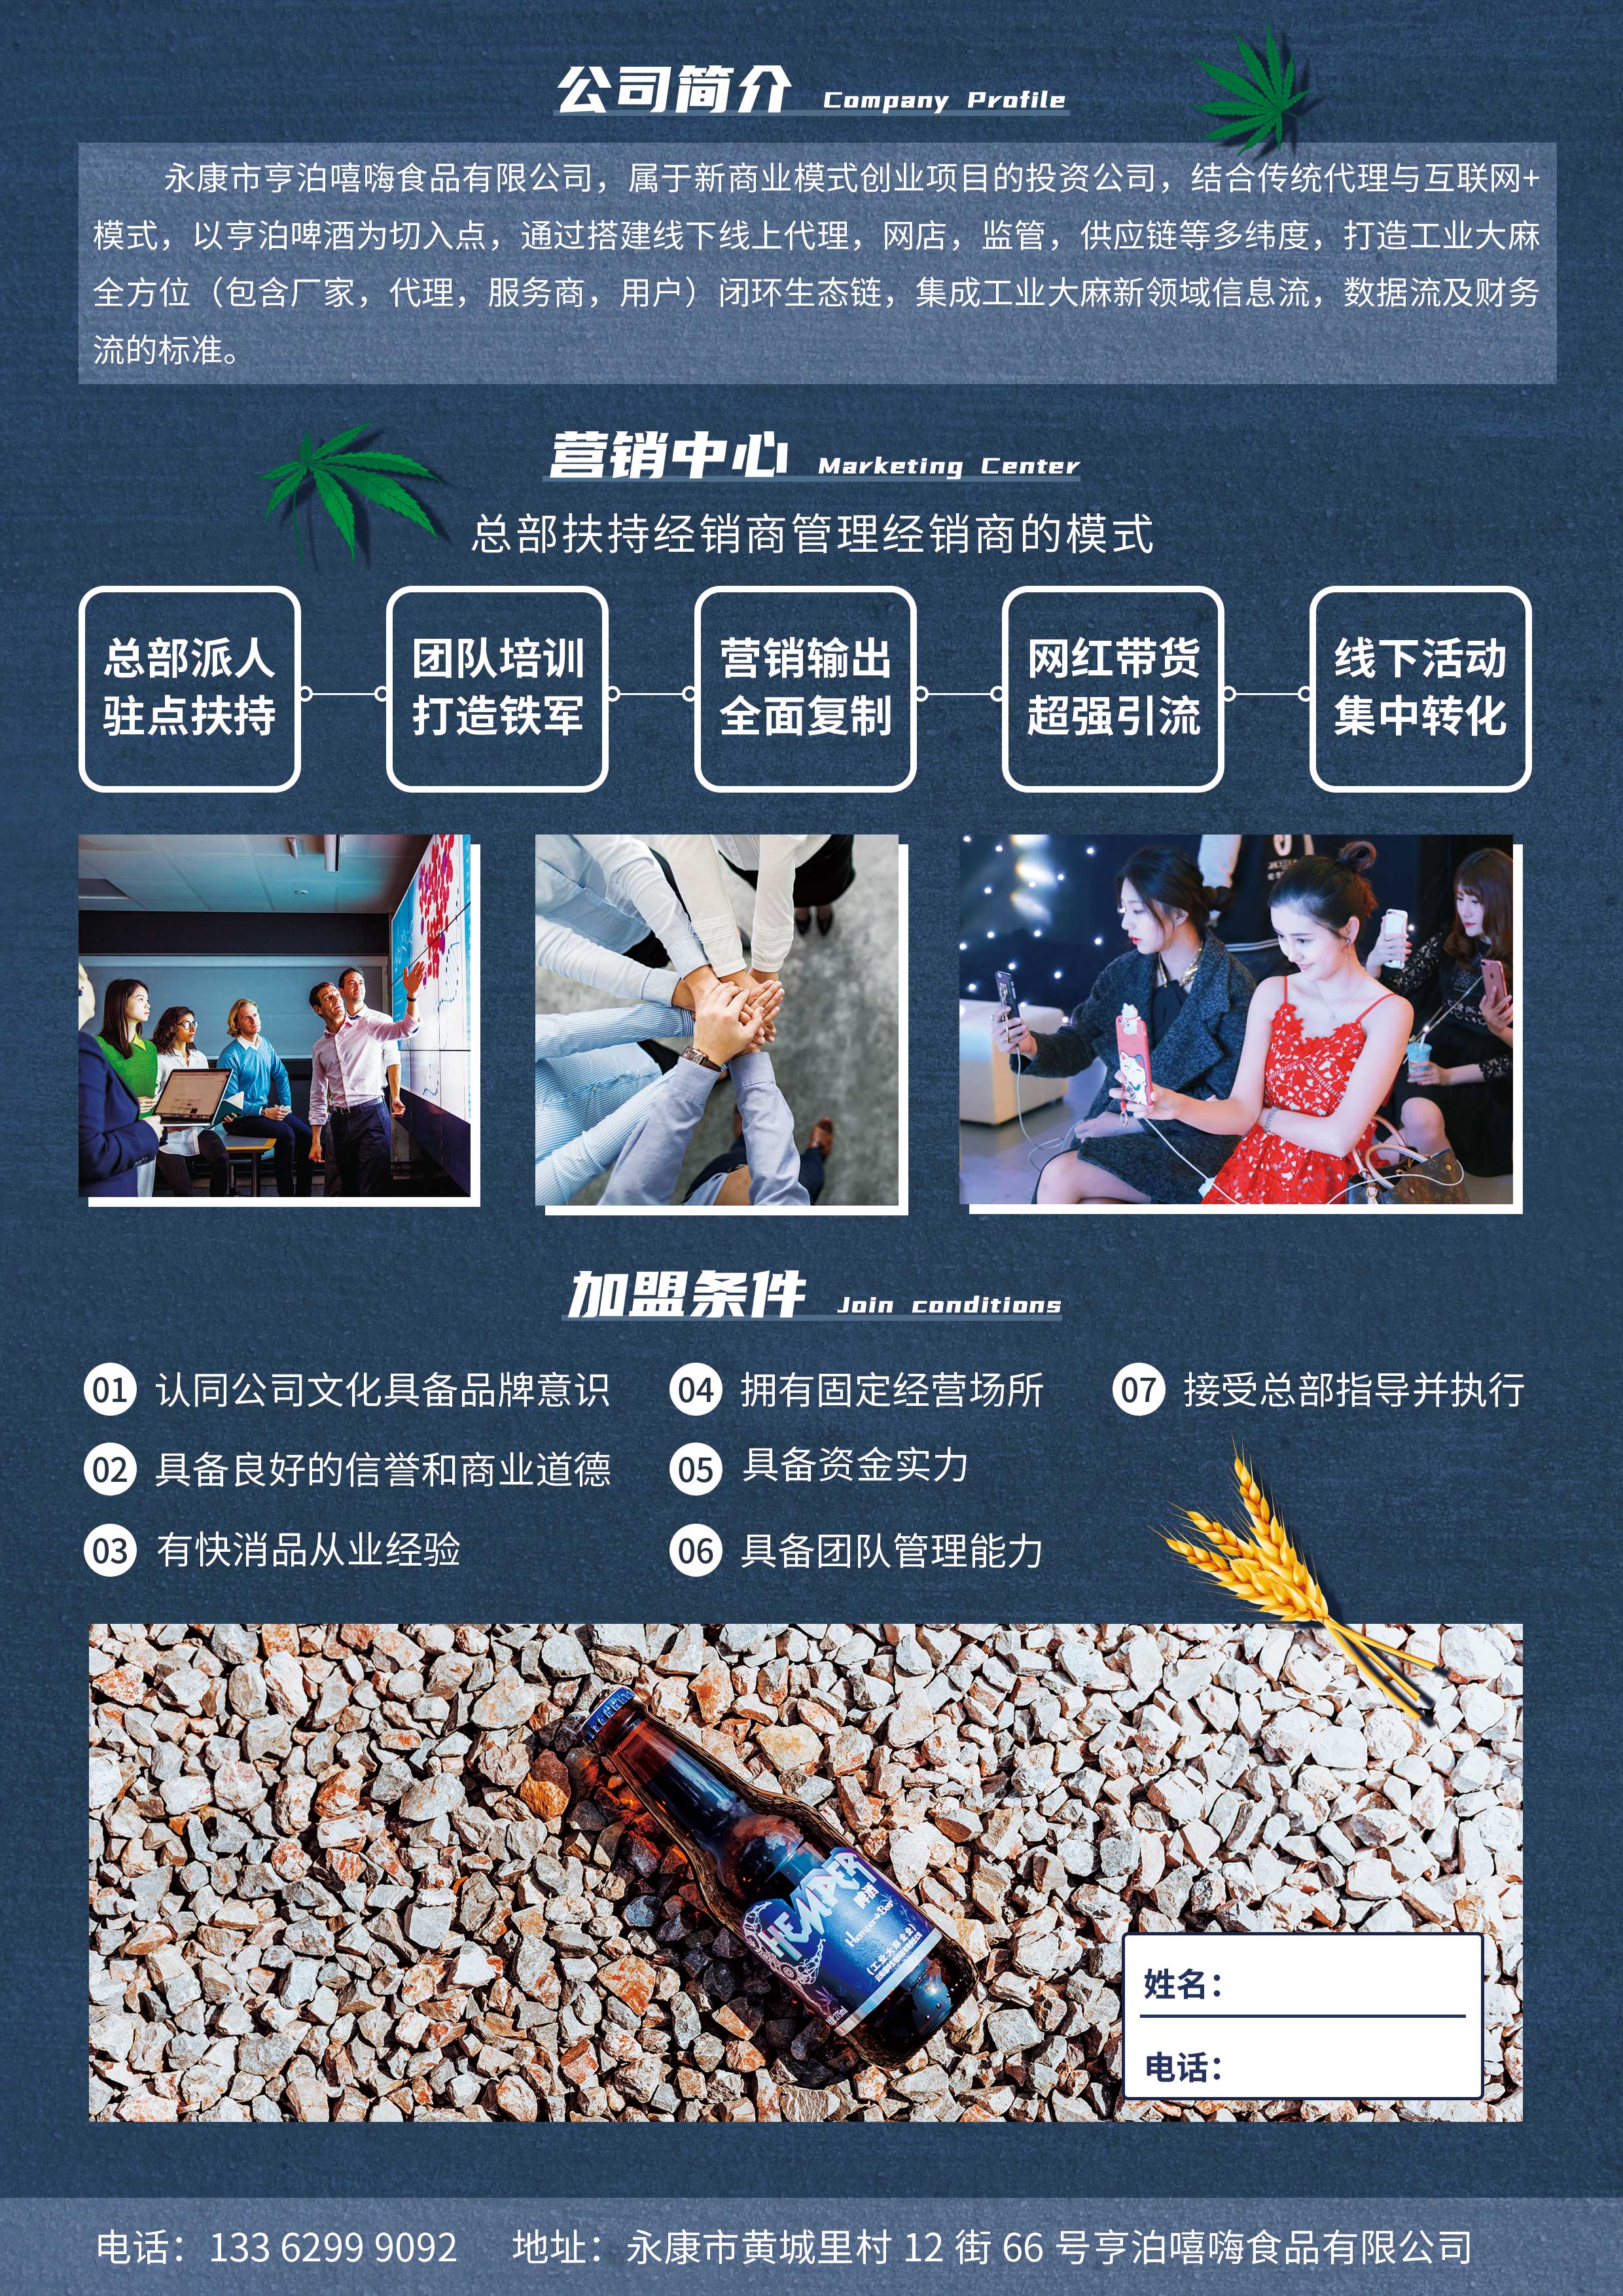 公司简介 Company Profile
永康市亨泊嘻嗨食品有限公司，属于新商业模式创业项目的投资公司，结合传统代理与互联网+
模式，以亨泊啤酒为切入点，通过搭建线下线上代理，网店，监管，供应链等多纬度，打造工业大麻
全方位（包含厂家，代理，服务商，用户）闭环生态链，集成工业大麻新领域信息流，数据流及财务
流的标准。
营销中心 Marketing Center
总部扶持经销商管理经销商的模式
总部派人
驻点扶持
团队培训
打造铁军
营销输出
全面复制
网红带货
超强引流
线下活动
集中转化
加盟条件 Join conditions
01 认同公司文化具备品牌意识
02 具备良好的信誉和商业道德
03 有快消品从业经验
04 拥有固定经营场所
05 具备资金实力
06 具备团队管理能力
07 接受总部指导并执行
HEMPER
啤酒
姓名：
电话：
电话：133 6299 9092 地址：永康市黄城里村 12 街 66 号亨泊嘻嗨食品有限公司